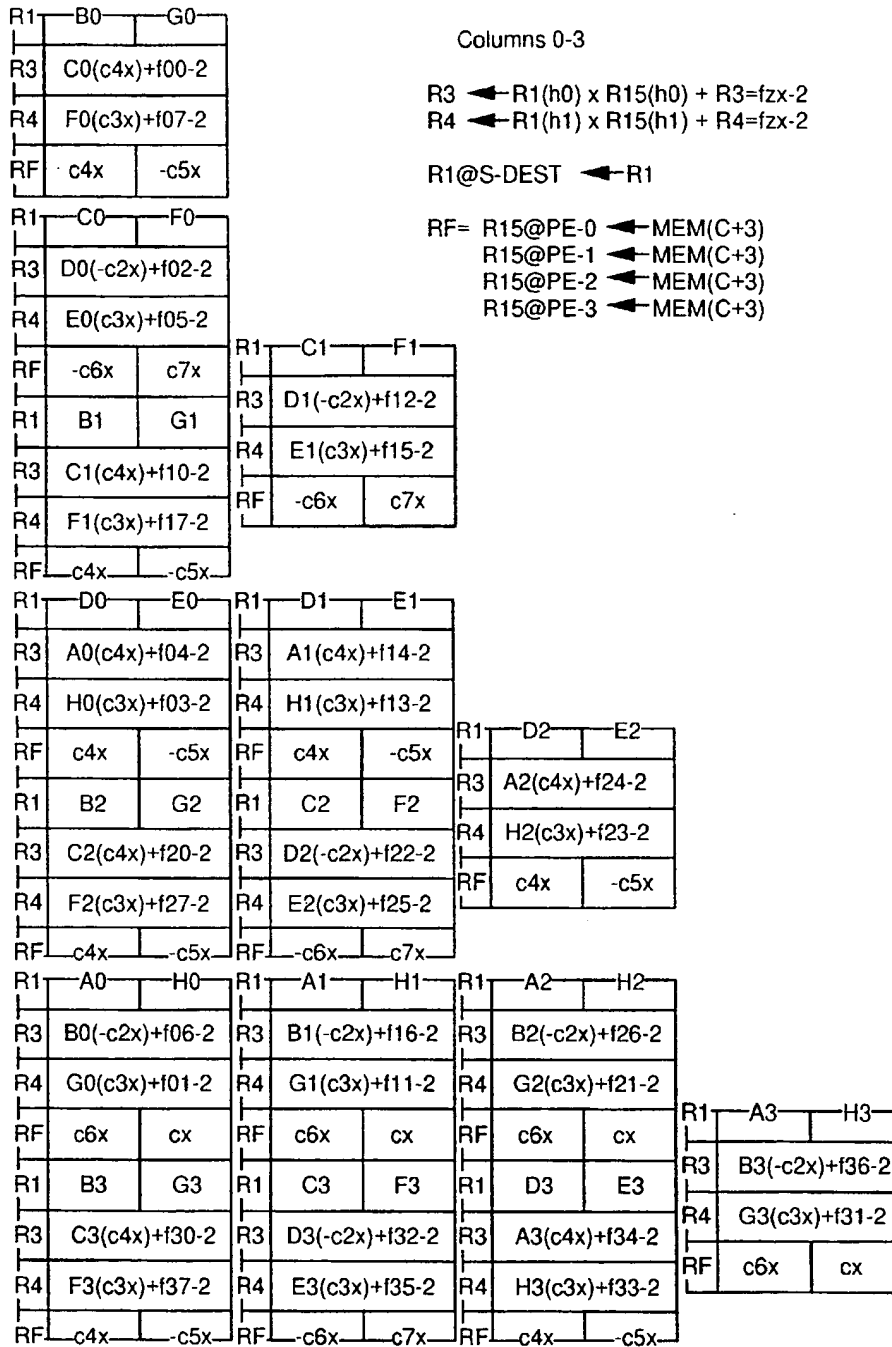 R1 B0 G0
R3 C0(c4x)+f00-2
R4 F0(c3x)+f07-2
RF c4x -c5x
Columns 0-3
R3 ◄ R1(h0) x R15(h0) + R3=fzx-2
R4 ◄ R1(h1) x R15(h1) + R4=fzx-2
R1@S-DEST ◄ R1
RF= R15@PE-0 ◄ MEM(C+3)
R15@PE-1 ◄ MEM(C+3)
R15@PE-2 ◄ MEM(C+3)
R15@PE-3 ◄ MEM(C+3)
R1 C0 F0
R3 D0(-c2x)+f02-2
R4 E0(c3x)+f05-2
RF -c6x c7x
R1 B1 G1
R3 C1(c4x)+f10-2
R4 F1(c3x)+f17-2
RF c4x -c5x
R1 C1 F1
R3 D1(-c2x)+f12-2
R4 E1(c3x)+f15-2
RF -c6x c7x
R1 D0 E0
R3 A0(c4x)+f04-2
R4 H0(c3x)+f03-2
RF c4x -c5x
R1 B2 G2
R3 C2(c4x)+f20-2
R4 F2(c3x)+f27-2
RF c4x -c5x
R1 D1 E1
R3 A1(c4x)+f14-2
R4 H1(c3x)+f13-2
RF c4x -c5x
R1 C2 F2
R3 D2(-c2x)+f22-2
R4 E2(c3x)+f25-2
RF -c6x c7x
R1 D2 E2
R3 A2(c4x)+f24-2
R4 H2(c3x)+f23-2
RF c4x -c5x
R1 A0 H0
R3 B0(-c2x)+f06-2
R4 G0(c3x)+f01-2
RF c6x cx
R1 B3 G3
R3 C3(c4x)+f30-2
R4 F3(c3x)+f37-2
RF c4x -c5x
R1 A1 H1
R3 B1(-c2x)+f16-2
R4 G1(c3x)+f11-2
RF c6x cx
R1 C3 F3
R3 D3(-c2x)+f32-2
R4 E3(c3x)+f35-2
RF -c6x c7x
R1 A2 H2
R3 B2(-c2x)+f26-2
R4 G2(c3x)+f21-2
RF c6x cx
R1 D3 E3
R3 A3(c4x)+f34-2
R4 H3(c3x)+f33-2
RF c4x -c5x
R1 A3 H3
R3 B3(-c2x)+f36-2
R4 G3(c3x)+f31-2
RF c6x cx